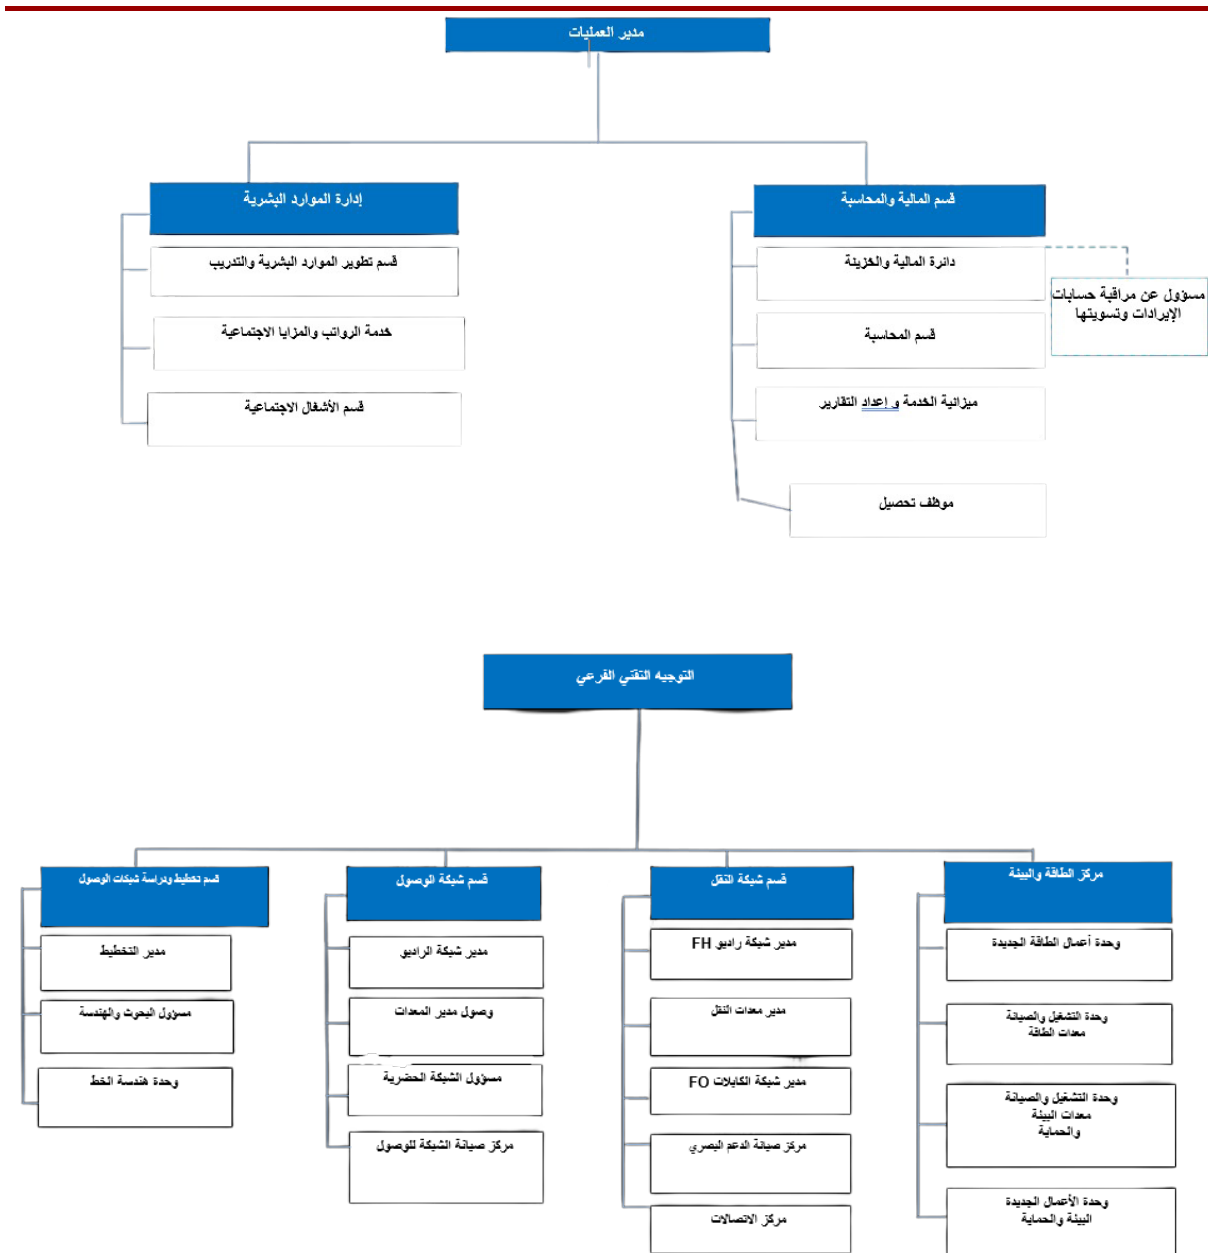 مدير العمليات
قسم المالية والمحاسبة
دائرة المالية والخزينة
مسؤول عن مراقبة حسابات
الإيرادات وتسويتها
قسم المحاسبة
ميزانية الخدمة و إعداد التقارير
موظف تحصيل
إدارة الموارد البشرية
قسم تطوير الموارد البشرية والتدريب
خدمة الرواتب والمزايا الاجتماعية
قسم الأشغال الاجتماعية
التوجيه التقني الفرعي
مركز الطاقة والبيئة
وحدة أعمال الطاقة الجديدة
وحدة التشغيل والصيانة
معدات الطاقة
وحدة التشغيل والصيانة
معدات البيئة
والحماية
وحدة الأعمال الجديدة
البيئة والحماية
قسم شبكة النقل
مدير شبكة راديو FH
مدير معدات النقل
مدير شبكة الكابلات FO
مركز صيانة الدعم البصري
مركز الاتصالات
قسم شبكة الوصول
مدير شبكة الراديو
وصول مدير المعدات
مسؤول الشبكة الحضرية
مركز صيانة الشبكة للوصول
قسم تخطيط ودراسة شبكات الوصول
مدير التخطيط
مسؤول البحوث والهندسة
وحدة هندسة الخط